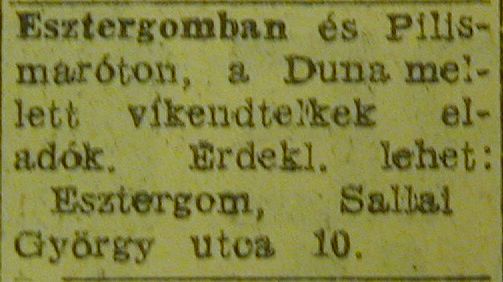 Esztergomban és Pilis-
maróton, a Duna mel-
lett víkendtelkek el-
adók. Érdekl. lehet:
Esztergom, Sallai
György utca 10.